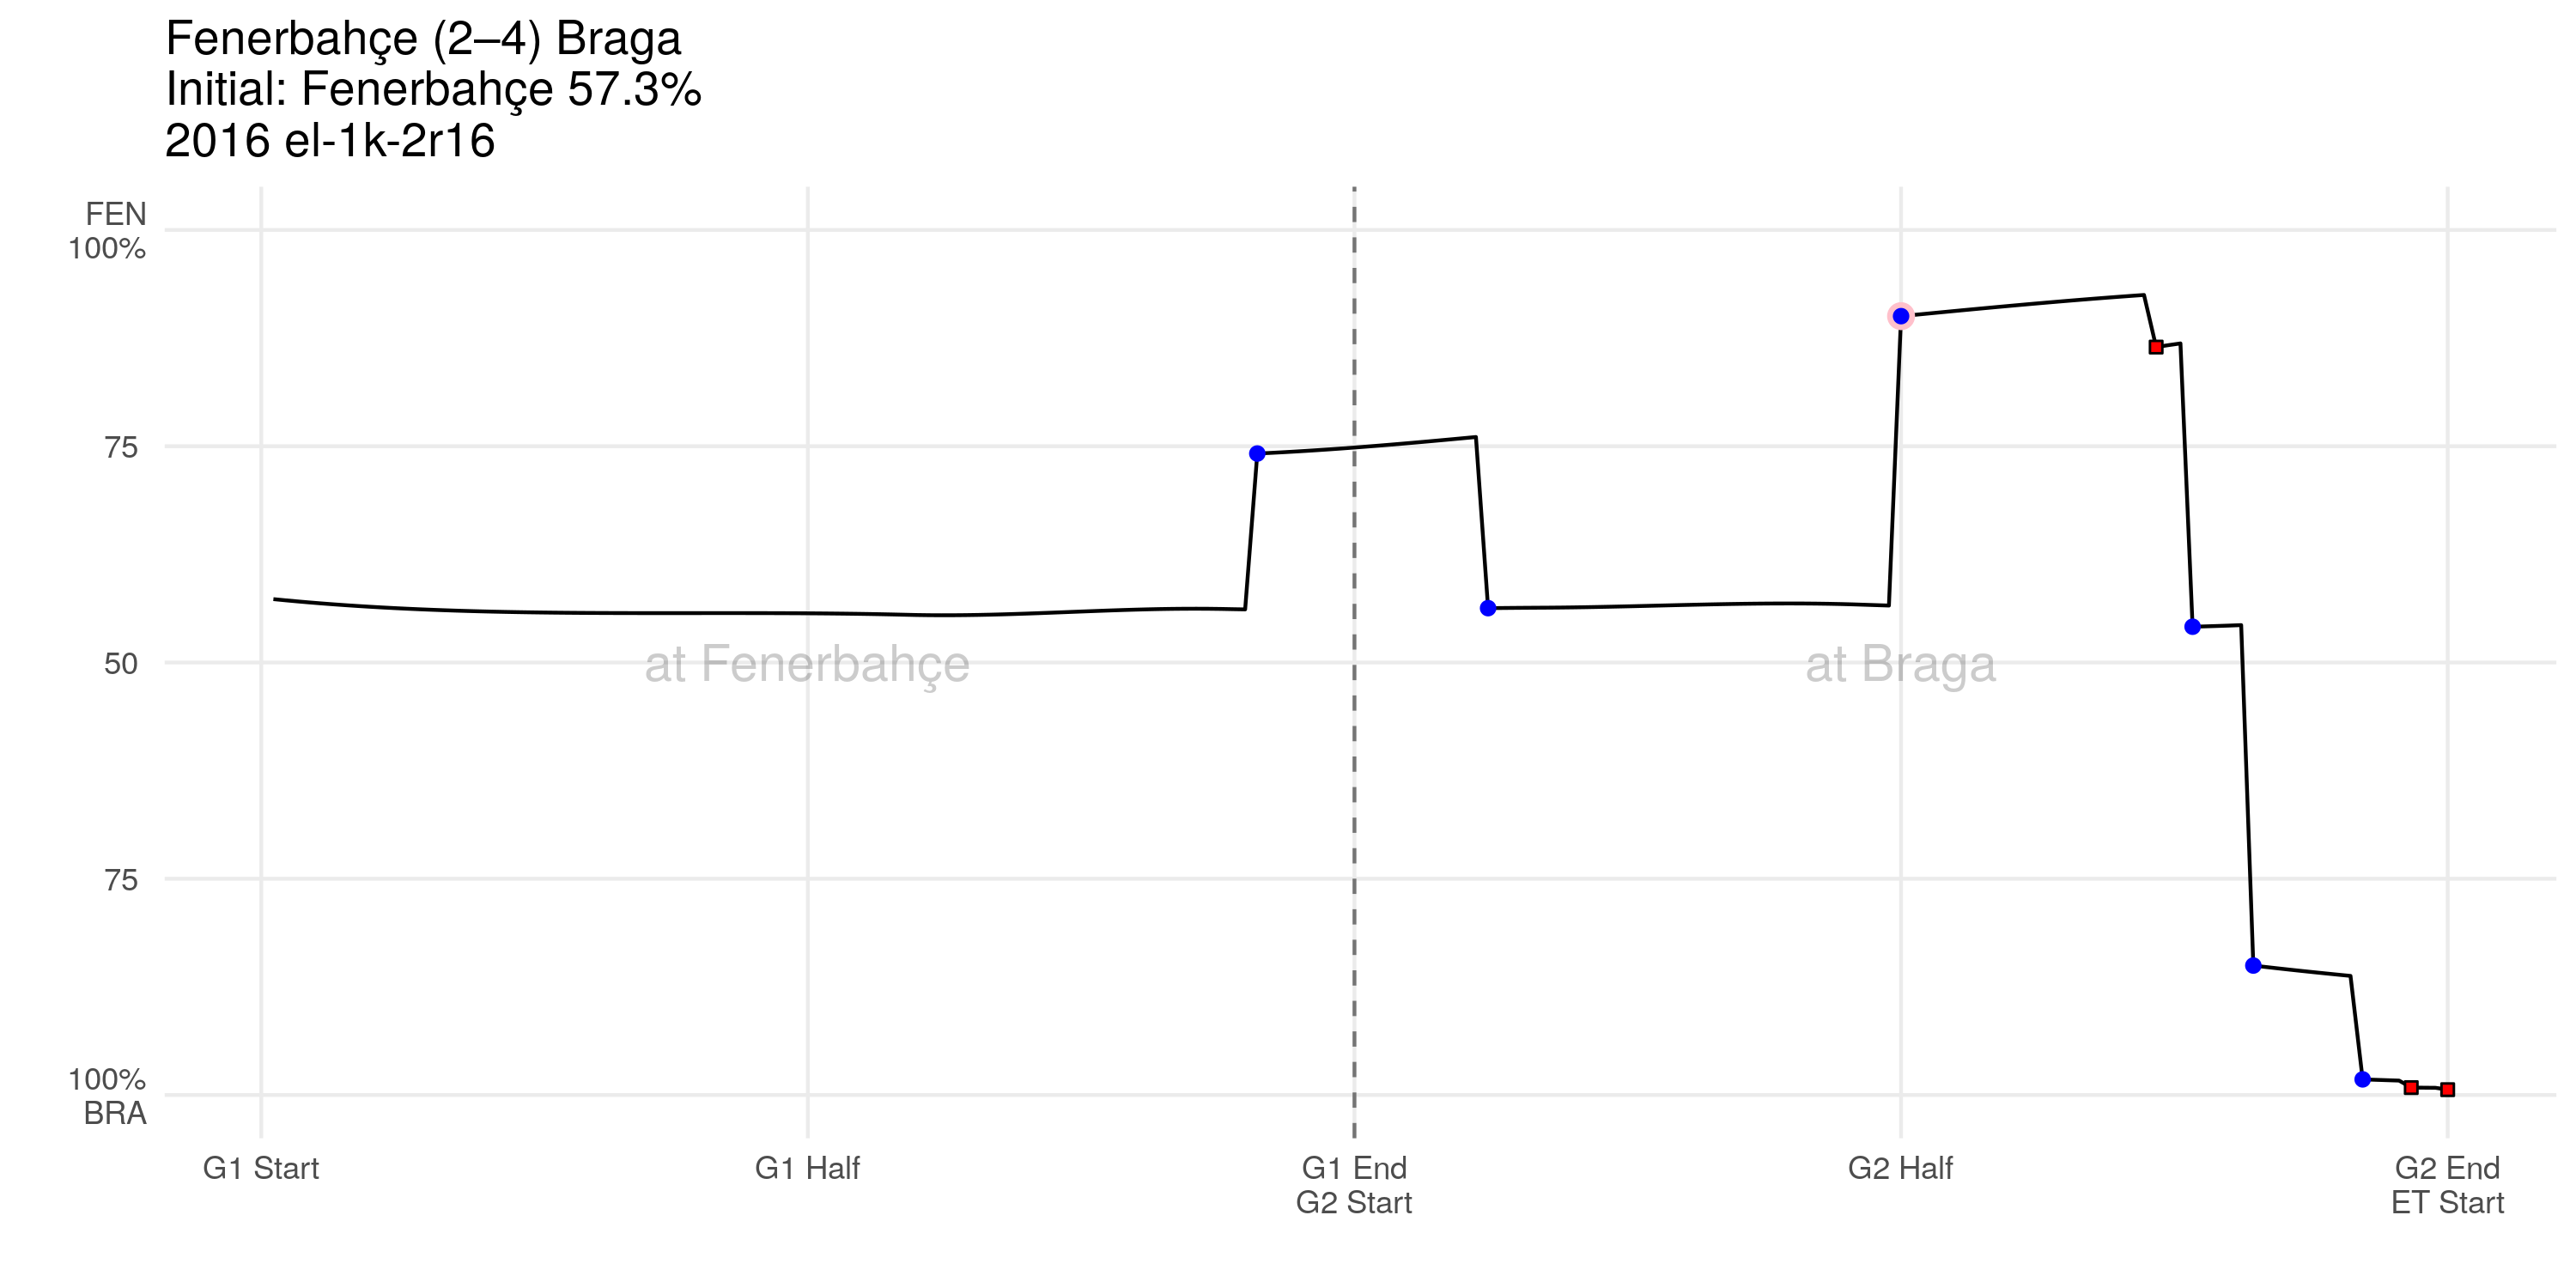 Fenerbahçe (2–4) Braga
Initial: Fenerbahçe 57.3%
2016 el-1k-2r16
FEN
100%
75
50
75
100%
BRA
at Fenerbahçe
at Braga
G1 Start
G1 Half
G1 End
G2 Start
G2 Half
G2 End
ET Start